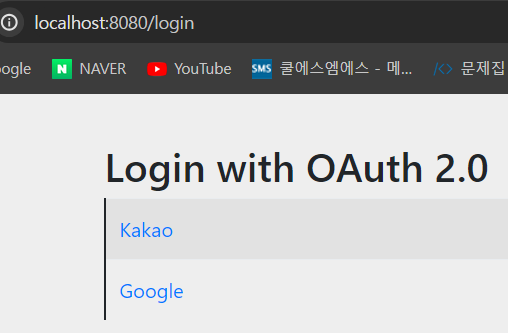 localhost:8080/login
ogle NAVER YouTube SMS 쿨에스엠에스 - 메... /<> 문제집
Login with OAuth 2.0
Kakao
Google